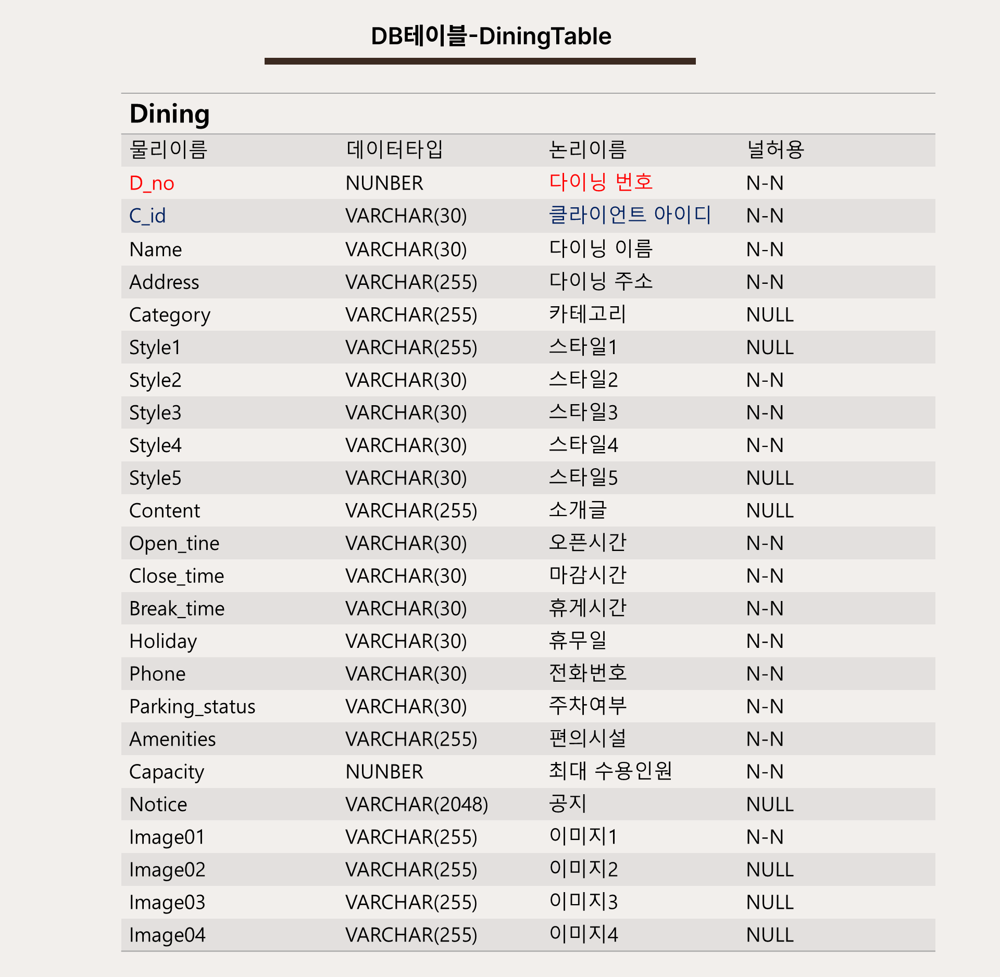 DB테이블-DiningTable
Dining
물리이름 데이터타입 논리이름 널허용
D_no NUNBER 다이닝 번호 N-N
C_id VARCHAR(30) 클라이언트 아이디 N-N
Name VARCHAR(30) 다이닝 이름 N-N
Address VARCHAR(255) 다이닝 주소 N-N
Category VARCHAR(255) 카테고리 NULL
Style1 VARCHAR(255) 스타일1 NULL
Style2 VARCHAR(30) 스타일2 N-N
Style3 VARCHAR(30) 스타일3 N-N
Style4 VARCHAR(30) 스타일4 N-N
Style5 VARCHAR(30) 스타일5 NULL
Content VARCHAR(255) 소개글 NULL
Open_tine VARCHAR(30) 오픈시간 N-N
Close_time VARCHAR(30) 마감시간 N-N
Break_time VARCHAR(30) 휴게시간 N-N
Holiday VARCHAR(30) 휴무일 N-N
Phone VARCHAR(30) 전화번호 N-N
Parking_status VARCHAR(30) 주차여부 N-N
Amenities VARCHAR(255) 편의시설 N-N
Capacity NUNBER 최대 수용인원 N-N
Notice VARCHAR(2048) 공지 NULL
Image01 VARCHAR(255) 이미지1 N-N
Image02 VARCHAR(255) 이미지2 NULL
Image03 VARCHAR(255) 이미지3 NULL
Image04 VARCHAR(255) 이미지4 NULL